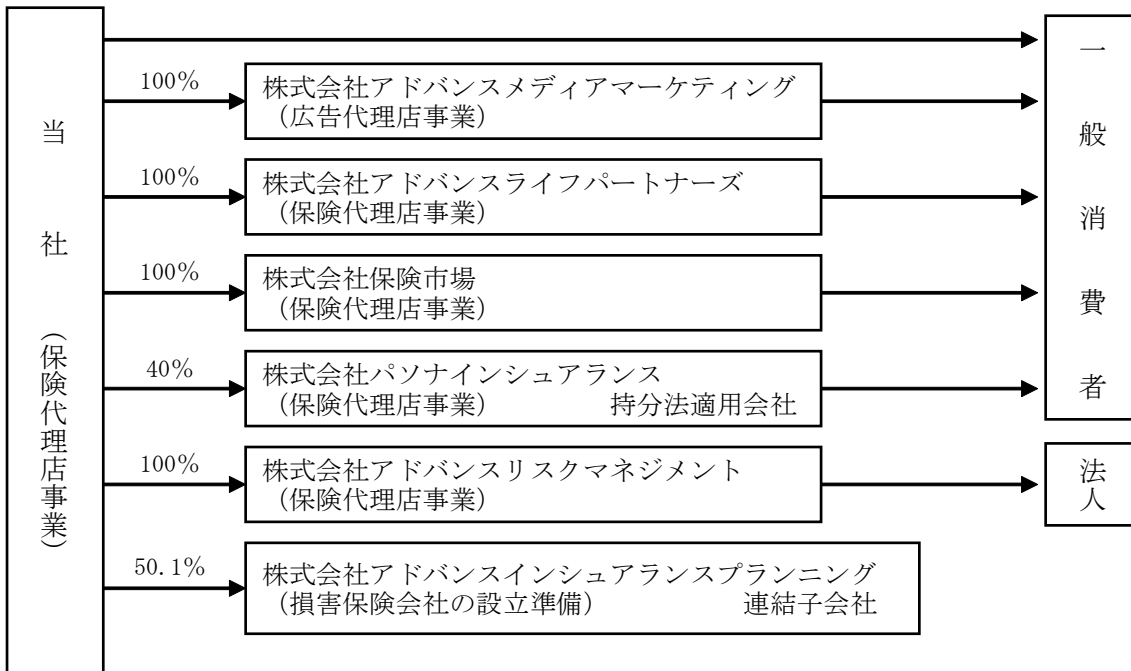 当社(保険代理店事業)
100%
株式会社アドバンスメディアマーケティング
(広告代理店事業)
100%
株式会社アドバンスライフパートナーズ
(保険代理店事業)
100%
株式会社保険市場
(保険代理店事業)
40%
株式会社パソナインシュアランス
(保険代理店事業) 持分法適用会社
100%
株式会社アドバンスリスクマネジメント
(保険代理店事業)
50.1%
株式会社アドバンスインシュアランスプランニング
(損害保険会社の設立準備) 連結子会社
一般消費者
法人